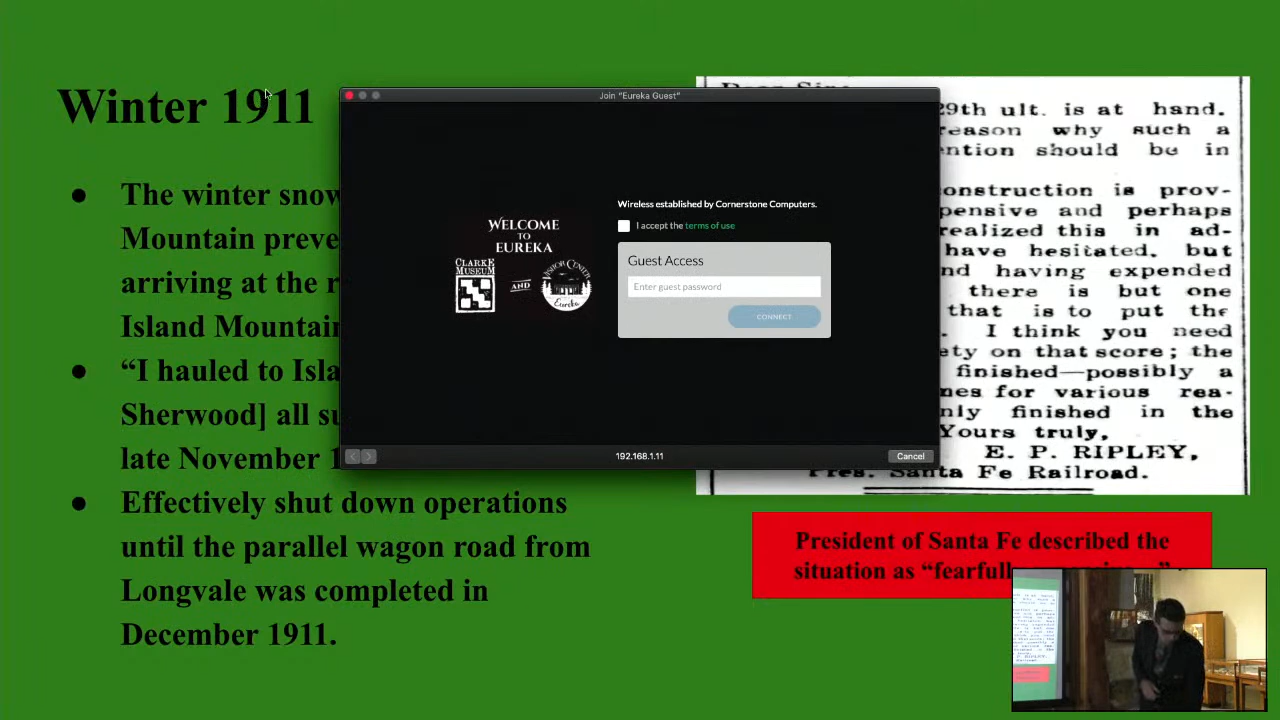 Winter 1911
● The winter snow
Mountain preve
arriving at the r
Island Mountain
● “I hauled to Isla
Sherwood] all su
late November 1
● Effectively shut down operations
until the parallel wagon road from
Longvale was completed in
December 1911.
Join “Eureka Guest”
WELCOME
TO
EUREKA
CLARKE
MUSEUM
AND
VISITOR CENTER
Eureka
Wireless established by Cornerstone Computers.
I accept the terms of use
Guest Access
Enter guest password
CONNECT
192.168.1.11
Cancel
29th ult. is at hand.
reason why such a
ntion should be in
onstruction is prov-
pensive and perhaps
realized this in ad-
have hesitated, but
nd having expended
there is but one
that is to put the
. I think you need
ety on that score; the
finished—possibly a
nes for various rea-
nly finished in the
Yours truly,
E. P. RIPLEY,
Pres. Santa Fe Railroad.
President of Santa Fe described the
situation as “fearfull